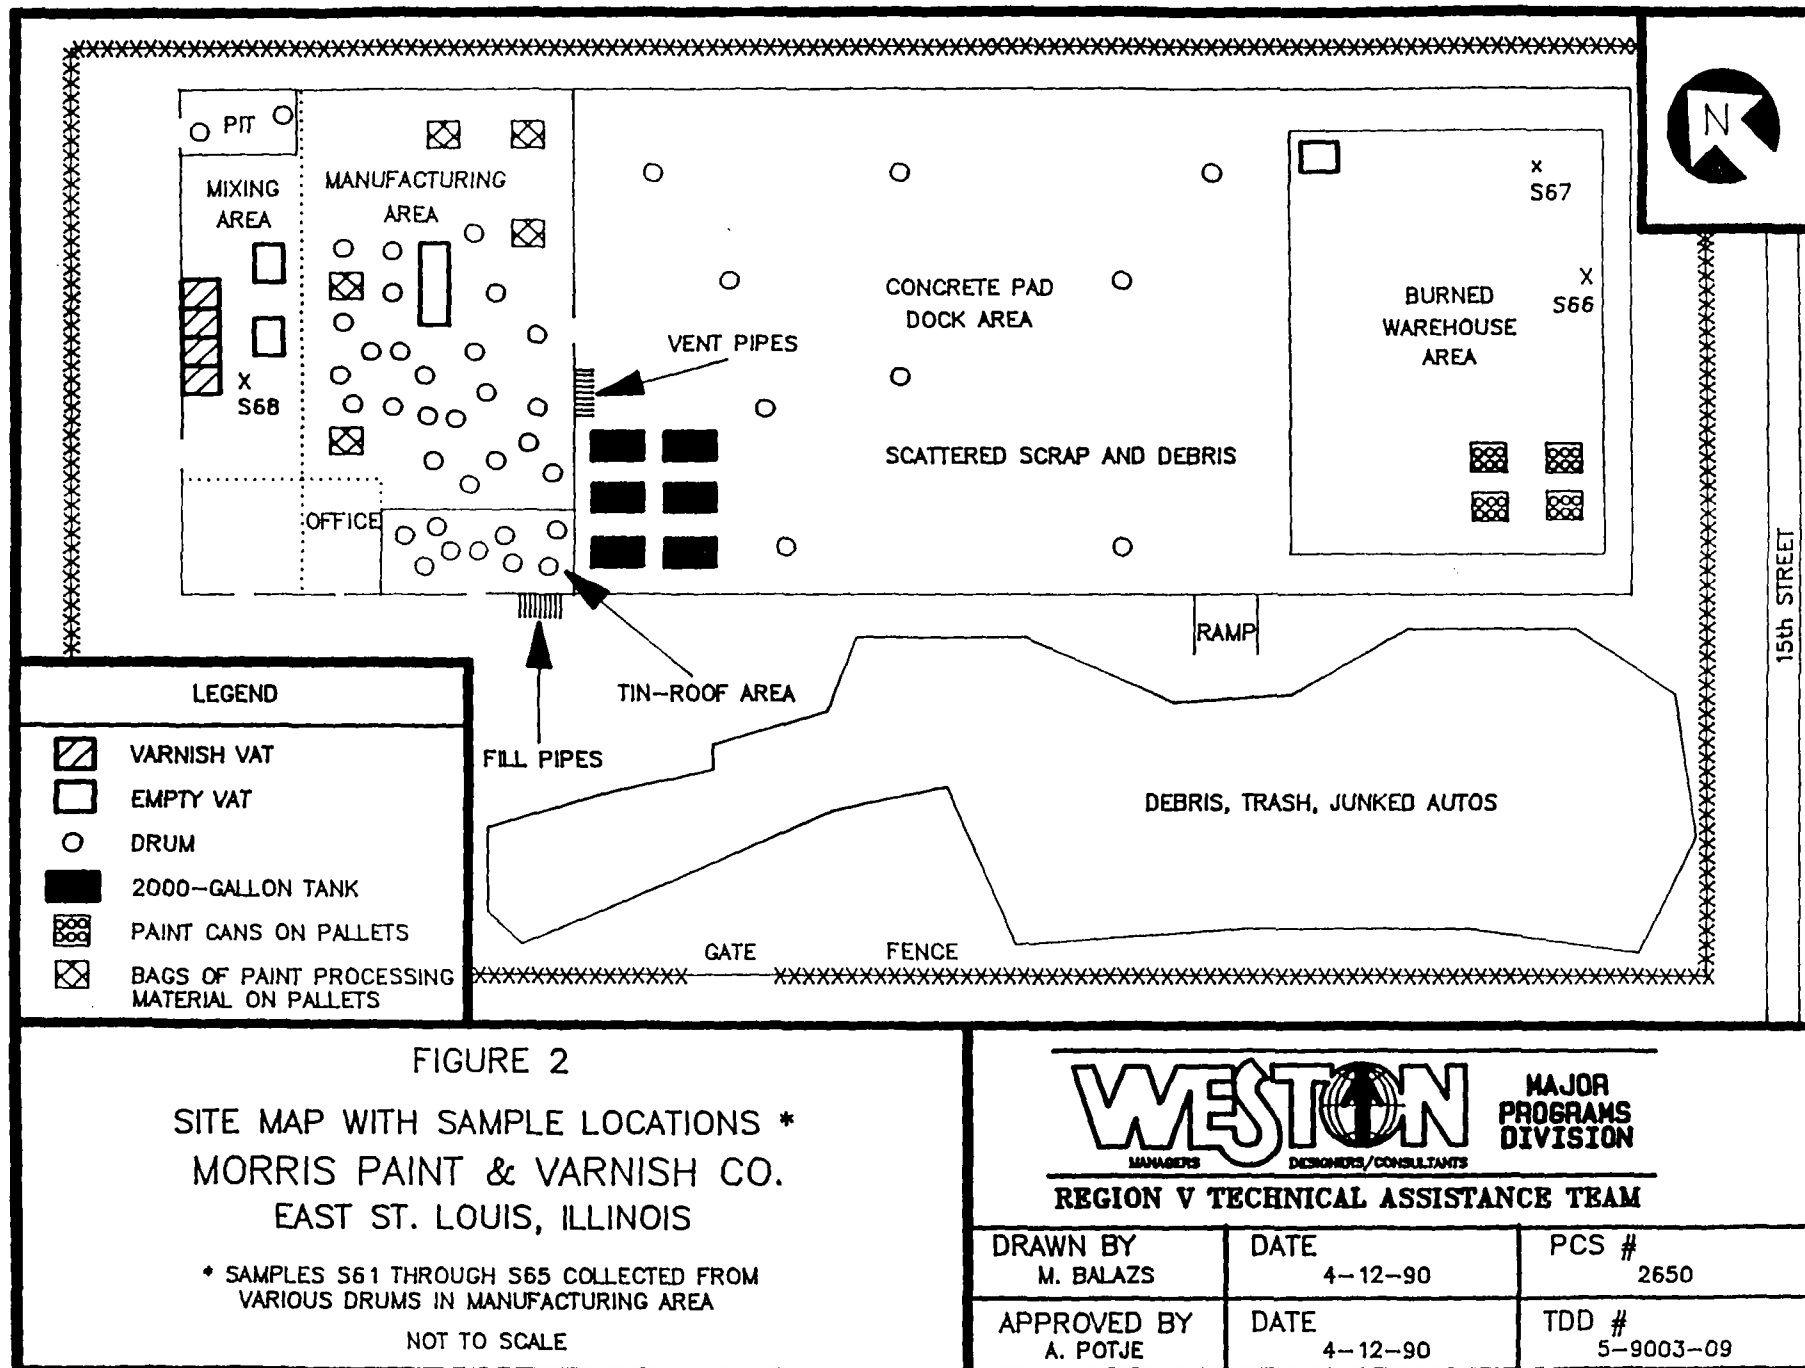 N
PIT
MIXING
AREA
MANUFACTURING
AREA
X
S67
X
S66
CONCRETE PAD
DOCK AREA
BURNED
WAREHOUSE
AREA
VENT PIPES
X
S68
SCATTERED SCRAP AND DEBRIS
OFFICE
15th STREET
RAMP
TIN-ROOF AREA
FILL PIPES
DEBRIS, TRASH, JUNKED AUTOS
GATE
FENCE
LEGEND
VARNISH VAT
EMPTY VAT
DRUM
2000-GALLON TANK
PAINT CANS ON PALLETS
BAGS OF PAINT PROCESSING
MATERIAL ON PALLETS
FIGURE 2
SITE MAP WITH SAMPLE LOCATIONS *
MORRIS PAINT & VARNISH CO.
EAST ST. LOUIS, ILLINOIS
* SAMPLES S61 THROUGH S65 COLLECTED FROM
VARIOUS DRUMS IN MANUFACTURING AREA
NOT TO SCALE
WESTON
MANAGERS DESIGNERS/CONSULTANTS
MAJOR
PROGRAMS
DIVISION
REGION V TECHNICAL ASSISTANCE TEAM
DRAWN BY
M. BALAZS
DATE
4-12-90
PCS #
2650
APPROVED BY
A. POTJE
DATE
4-12-90
TDD #
5-9003-09